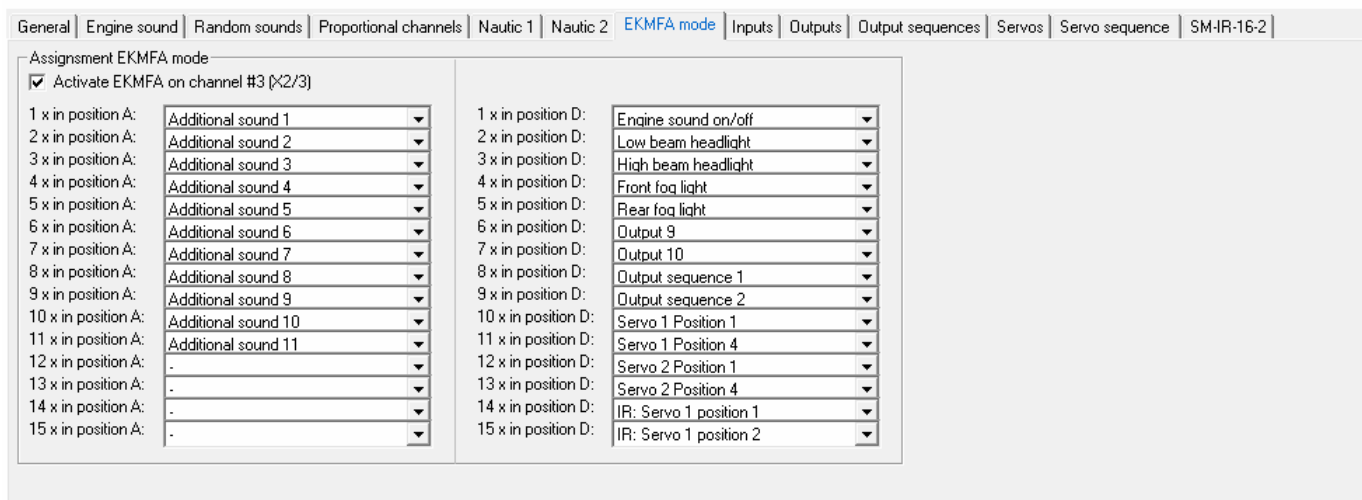 General Engine sound Random sounds Proportional channels Nautic 1 Nautic 2 EKMFA mode Inputs Outputs Output sequences Servos Servo sequence SM-IR-16-2
Assignsment EKMFA mode
Activate EKMFA on channel #3 (X2/3)
1 x in position A: Additional sound 1 1 x in position D: Engine sound on/off
2 x in position A: Additional sound 2 2 x in position D: Low beam headlight
3 x in position A: Additional sound 3 3 x in position D: High beam headlight
4 x in position A: Additional sound 4 4 x in position D: Front fog light
5 x in position A: Additional sound 5 5 x in position D: Rear fog light
6 x in position A: Additional sound 6 6 x in position D: Output 9
7 x in position A: Additional sound 7 7 x in position D: Output 10
8 x in position A: Additional sound 8 8 x in position D: Output sequence 1
9 x in position A: Additional sound 9 9 x in position D: Output sequence 2
10 x in position A: Additional sound 10 10 x in position D: Servo 1 Position 1
11 x in position A: Additional sound 11 11 x in position D: Servo 1 Position 4
12 x in position A: - 12 x in position D: Servo 2 Position 1
13 x in position A: - 13 x in position D: Servo 2 Position 4
14 x in position A: - 14 x in position D: IR: Servo 1 position 1
15 x in position A: - 15 x in position D: IR: Servo 1 position 2